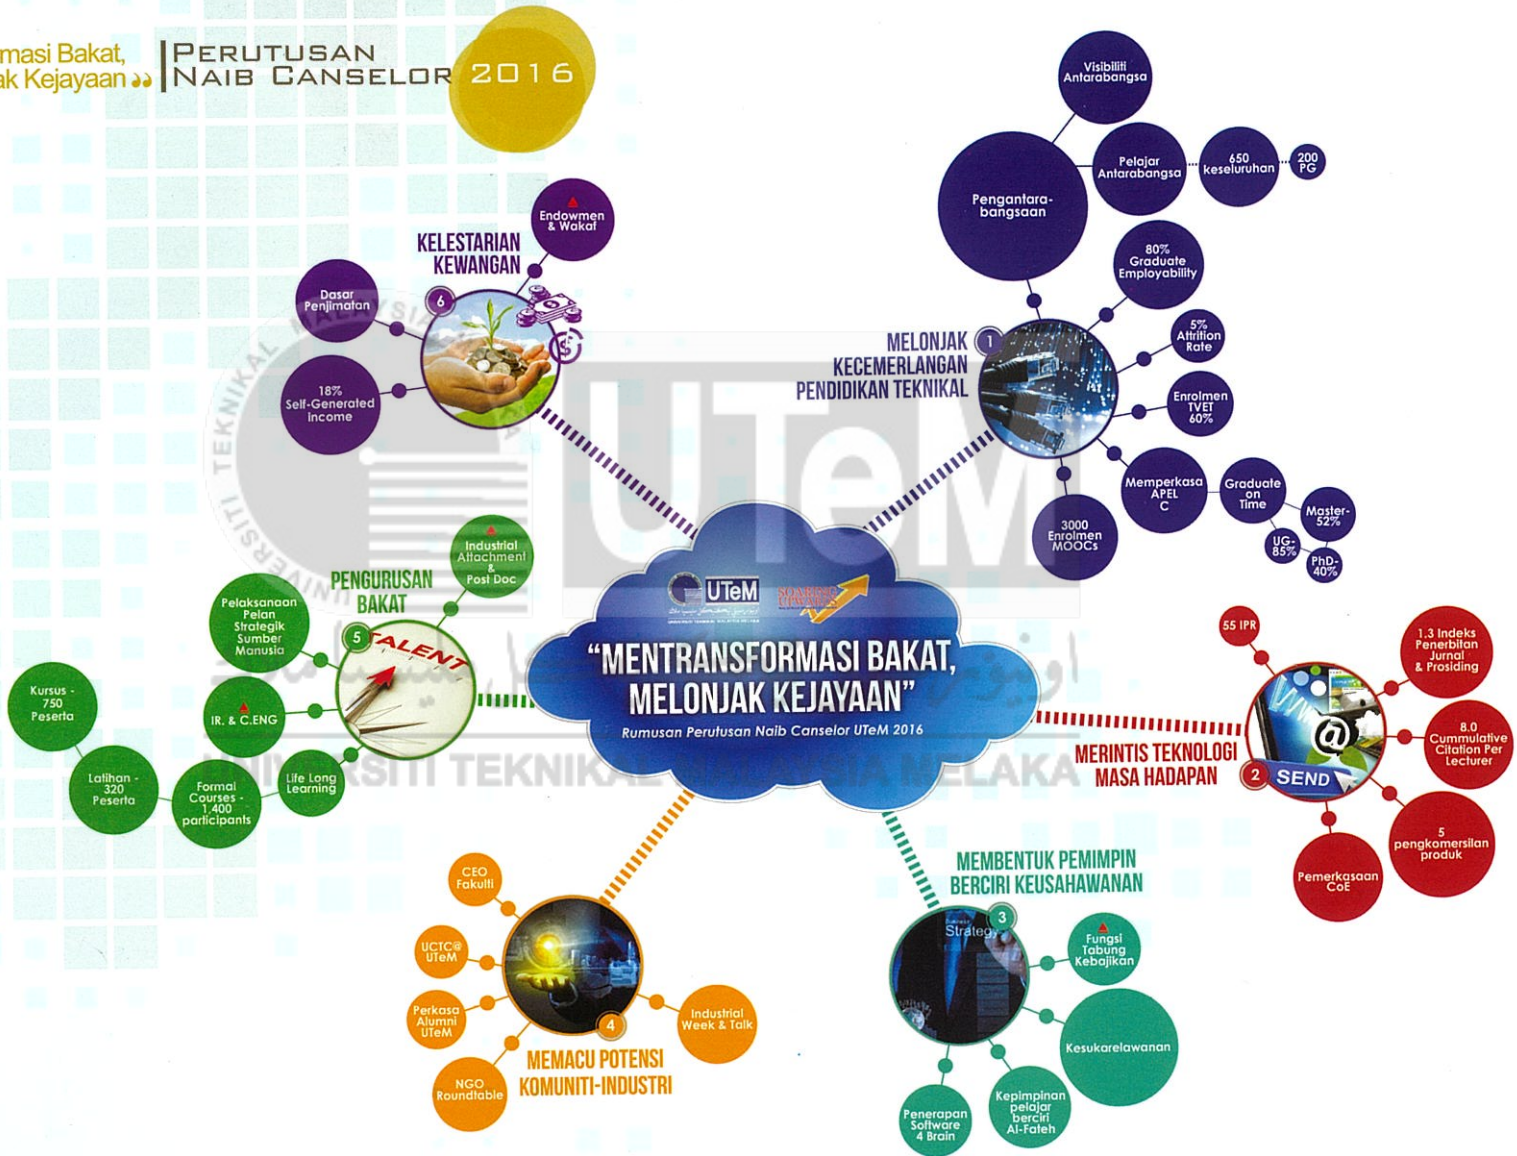 masi Bakat,
ak Kejayaan ”
PERUTUSAN
NAIB CANSELOR 2016
Visibiliti
Antarabangsa
Pengantara-
bangsaan
Pelajar
Antarabangsa
650
keseluruhan
200
PG
80%
Graduate
Employability
5%
Attrition
Rate
Enrolmen
TVET
60%
Memperkasa
APEL
C
Graduate
on
Time
Master-
52%
UG-
85%
PhD-
40%
3000
Enrolmen
MOOCs
1
MELONJAK
KECEMERLANGAN
PENDIDIKAN TEKNIKAL
Endowmen
& Wakaf
KELESTARIAN
KEWANGAN
6
Dasar
Penjimatan
18%
Self-Generated
income
UTeM
UNIVERSITI TEKNIKAL MALAYSIA MELAKA
Industrial
Attachment
&
Post Doc
PENGURUSAN
BAKAT
5
TALENT
Pelaksanaan
Pelan
Strategik
Sumber
Manusia
IR. & C.ENG
Life Long
Learning
Formal
Courses -
1,400
participants
Latihan -
320
Peserta
Kursus -
750
Peserta
UTeM
SOARING
UPWARDS
“MENTRANSFORMASI BAKAT,
MELONJAK KEJAYAAN”
Rumusan Perutusan Naib Canselor UTeM 2016
55 IPR
1.3 Indeks
Penerbitan
Jurnal
& Prosiding
8.0
Cummulative
Citation Per
Lecturer
5
pengkomersilan
produk
Pemerkasaan
CoE
MERINTIS TEKNOLOGI
MASA HADAPAN
2
@
SEND
MEMBENTUK PEMIMPIN
BERCIRI KEUSAHAWANAN
3
Strategy
Fungsi
Tabung
Kebajikan
Kesukarelawanan
Kepimpinan
pelajar
berciri
Al-Fateh
Penerapan
Software
4 Brain
CEO
Fakulti
UCTC@
UTeM
Perkasa
Alumni
UTeM
NGO
Roundtable
Industrial
Week & Talk
4
MEMACU POTENSI
KOMUNITI-INDUSTRI